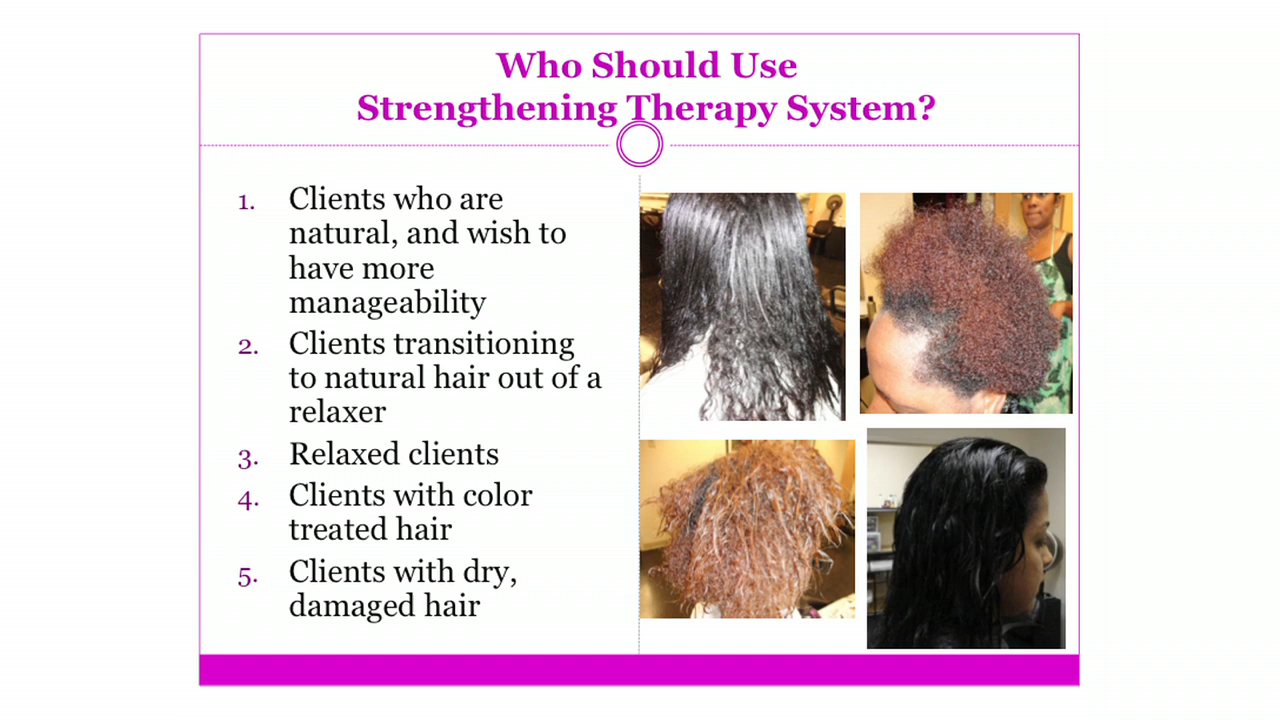 Who Should Use
Strengthening Therapy System?
1. Clients who are
natural, and wish to
have more
manageability
2. Clients transitioning
to natural hair out of a
relaxer
3. Relaxed clients
4. Clients with color
treated hair
5. Clients with dry,
damaged hair